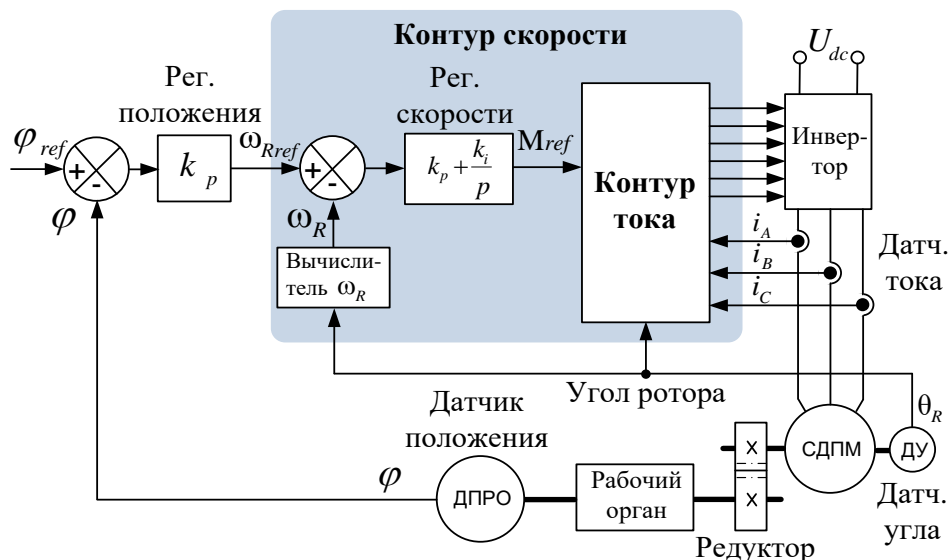 Контур скорости
U_dc
Рег.
положения
Рег.
скорости
φ_ref
+
-
φ
k_p
ω_Rref
+
-
ω_R
k_p + k_i/p
M_ref
Контур
тока
Инвер-
тор
i_A
i_B
i_C
Датч.
тока
Вычисли-
тель ω_R
Угол ротора
θ_R
Датчик
положения
φ
ДПРО
Рабочий
орган
X
X
СДПМ
ДУ
Датч.
угла
Редуктор